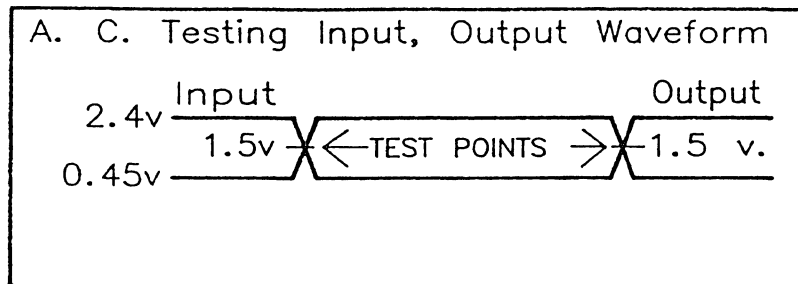 A. C. Testing Input, Output Waveform
Input Output
2.4v
1.5v TEST POINTS 1.5 v.
0.45v